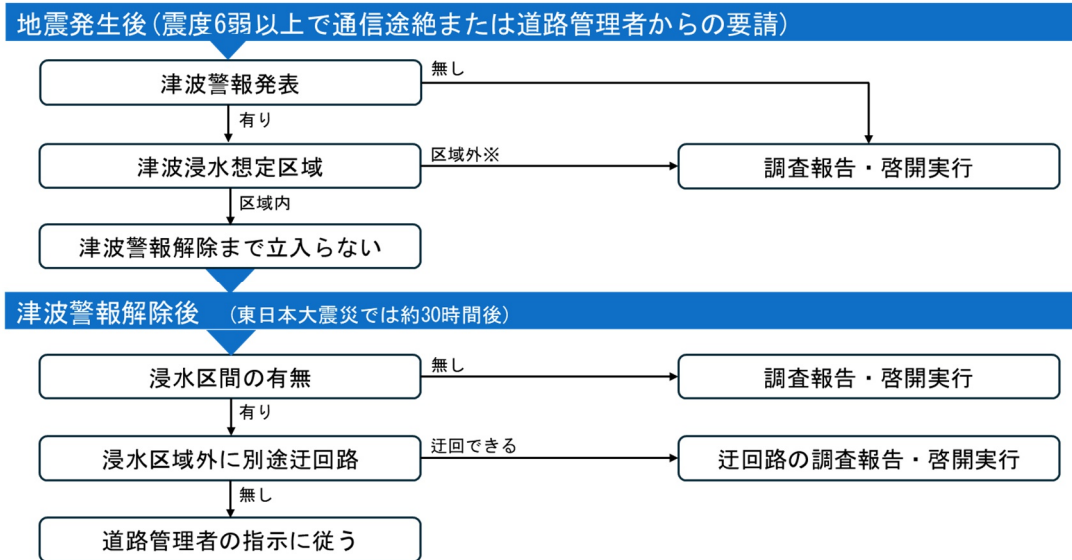 地震発生後(震度6弱以上で通信途絶または道路管理者からの要請)
津波警報発表
無し
有り
津波浸水想定区域
区域外※
調査報告・啓開実行
区域内
津波警報解除まで立入らない
津波警報解除後 (東日本大震災では約30時間後)
浸水区間の有無
無し
調査報告・啓開実行
有り
浸水区域外に別途迂回路
迂回できる
迂回路の調査報告・啓開実行
無し
道路管理者の指示に従う